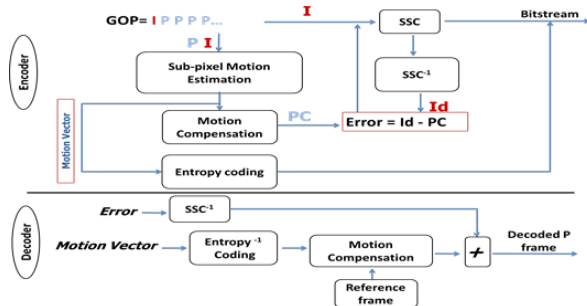 GOP= I P P P P...
I
SSC
Bitstream
P I
Encoder
Sub-pixel Motion
Estimation
SSC⁻¹
Id
Motion Vector
Motion
Compensation
PC
Error = Id - PC
Entropy coding
Decoder
Error
SSC⁻¹
Motion Vector
Entropy ⁻¹
Coding
Motion
Compensation
+
Decoded P
frame
Reference
frame